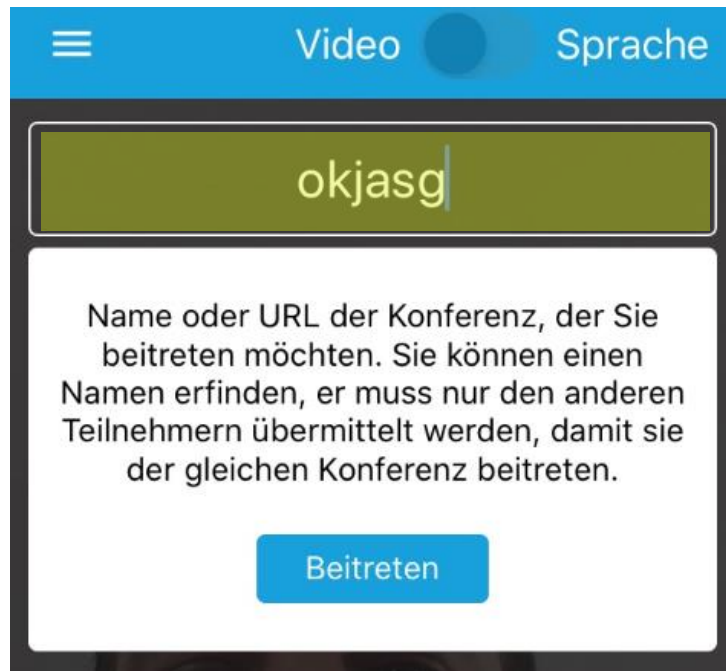 Video Sprache
okjasg
Name oder URL der Konferenz, der Sie
beitreten möchten. Sie können einen
Namen erfinden, er muss nur den anderen
Teilnehmern übermittelt werden, damit sie
der gleichen Konferenz beitreten.
Beitreten